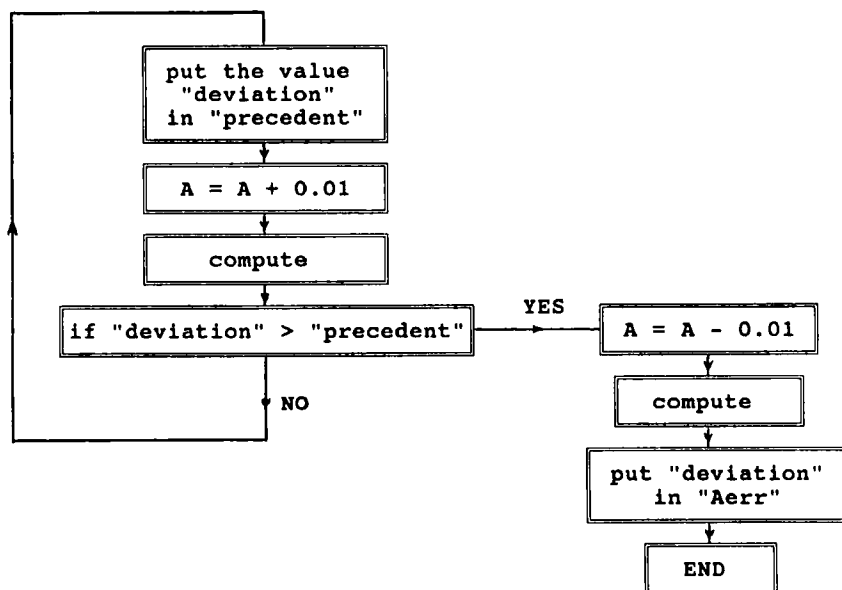 put the value
"deviation"
in "precedent"
A = A + 0.01
compute
if "deviation" > "precedent"
YES
NO
A = A - 0.01
compute
put "deviation"
in "Aerr"
END